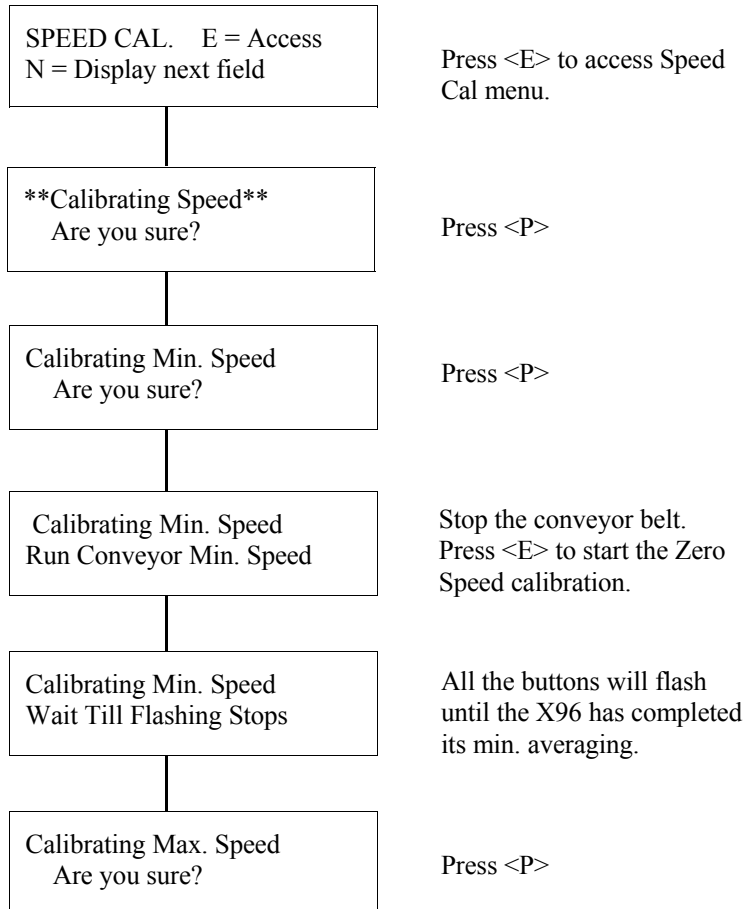 SPEED CAL. E = Access
N = Display next field
Press <E> to access Speed
Cal menu.
**Calibrating Speed**
Are you sure?
Press <P>
Calibrating Min. Speed
Are you sure?
Press <P>
Calibrating Min. Speed
Run Conveyor Min. Speed
Stop the conveyor belt.
Press <E> to start the Zero
Speed calibration.
Calibrating Min. Speed
Wait Till Flashing Stops
All the buttons will flash
until the X96 has completed
its min. averaging.
Calibrating Max. Speed
Are you sure?
Press <P>